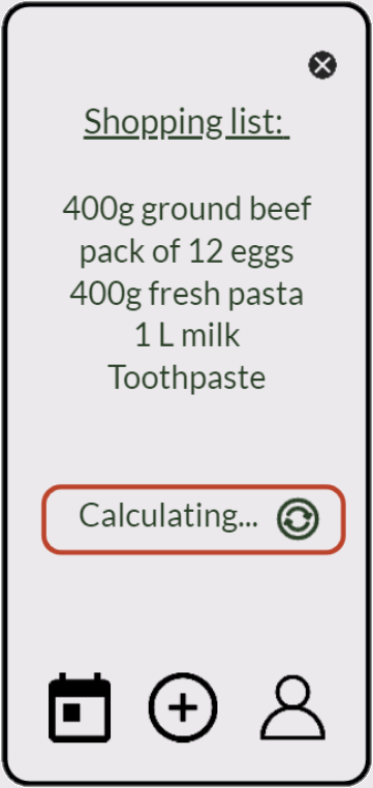 Shopping list:
400g ground beef
pack of 12 eggs
400g fresh pasta
1 L milk
Toothpaste
Calculating...